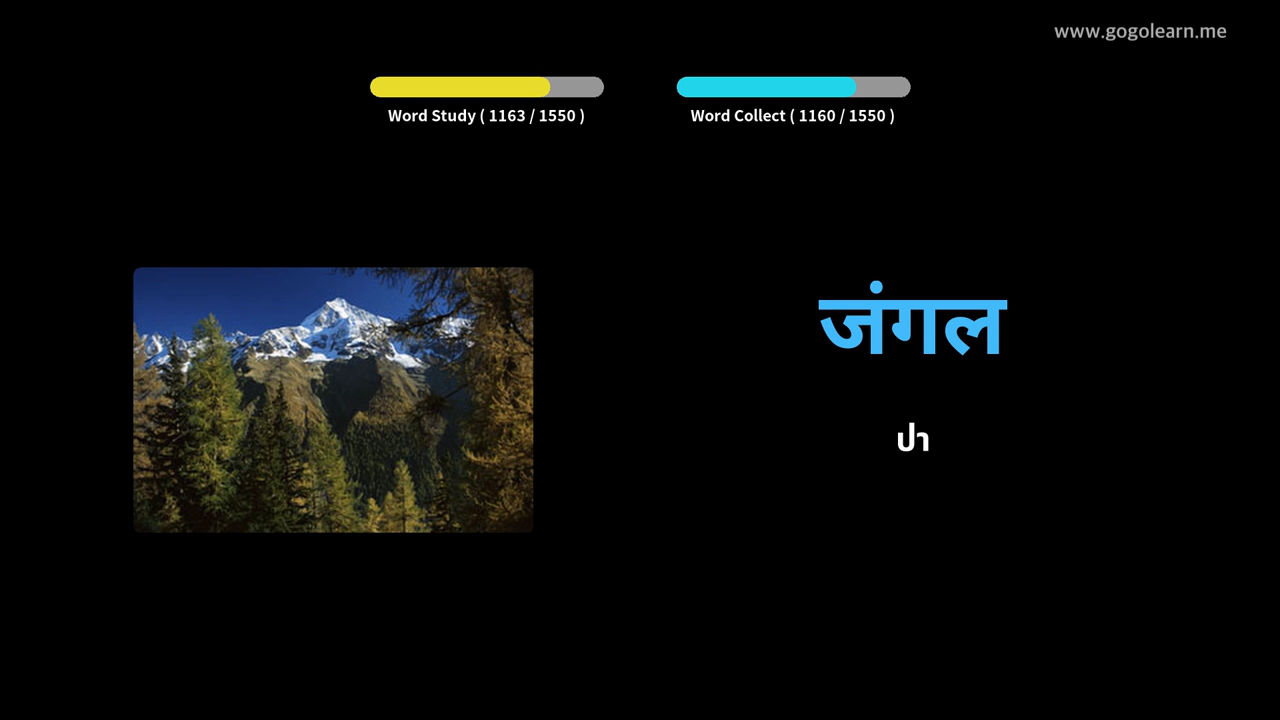 www.gogolearn.me
Word Study ( 1163 / 1550 )
Word Collect ( 1160 / 1550 )
जंगल
ป่า